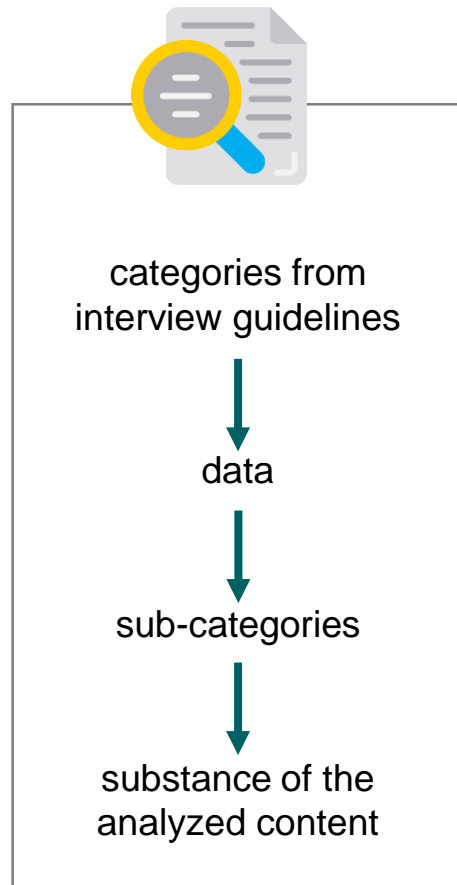 categories from
interview guidelines
data
sub-categories
substance of the
analyzed content